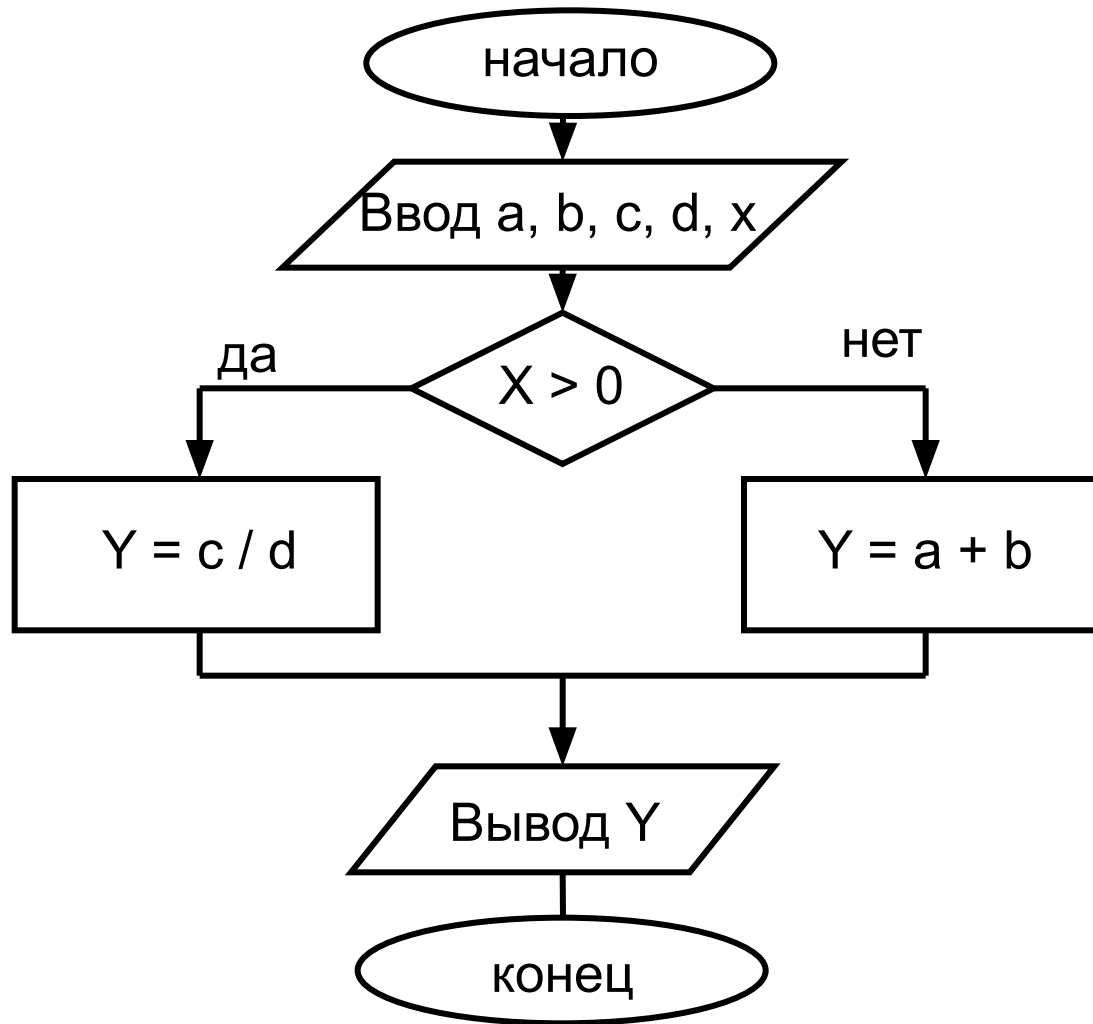 начало
Ввод a, b, c, d, x
да
нет
X > 0
Y = c / d
Y = a + b
Вывод Y
конец